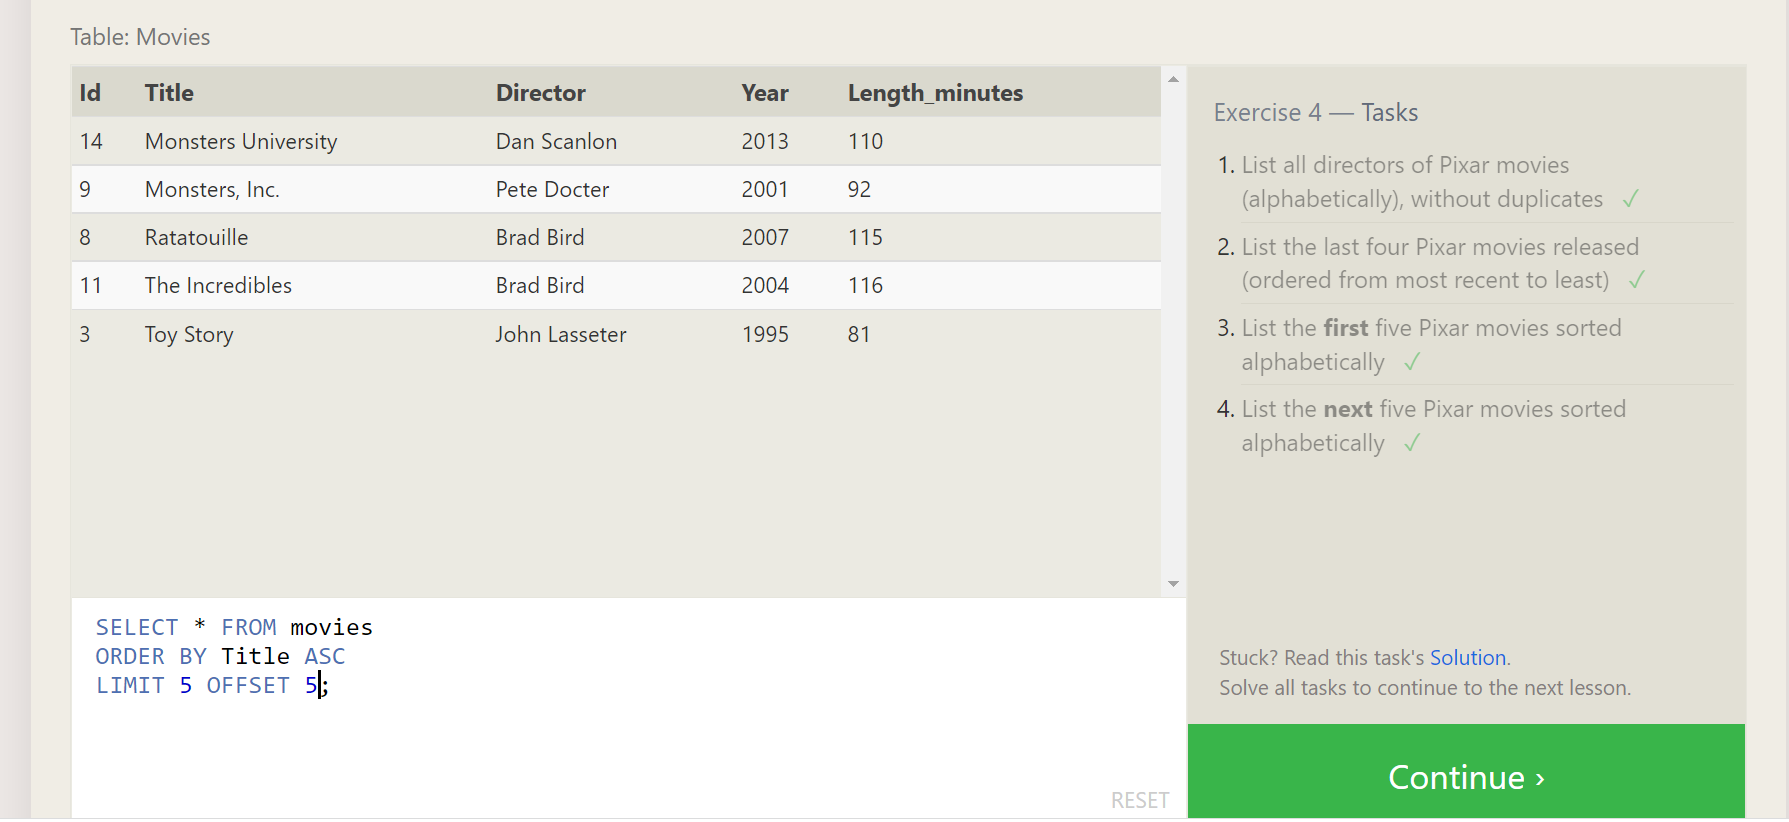 Table: Movies
Id Title Director Year Length_minutes
14 Monsters University Dan Scanlon 2013 110
9 Monsters, Inc. Pete Docter 2001 92
8 Ratatouille Brad Bird 2007 115
11 The Incredibles Brad Bird 2004 116
3 Toy Story John Lasseter 1995 81
SELECT * FROM movies
ORDER BY Title ASC
LIMIT 5 OFFSET 5;
RESET
Exercise 4 — Tasks
1. List all directors of Pixar movies
(alphabetically), without duplicates ✓
2. List the last four Pixar movies released
(ordered from most recent to least) ✓
3. List the first five Pixar movies sorted
alphabetically ✓
4. List the next five Pixar movies sorted
alphabetically ✓
Stuck? Read this task's Solution.
Solve all tasks to continue to the next lesson.
Continue ›